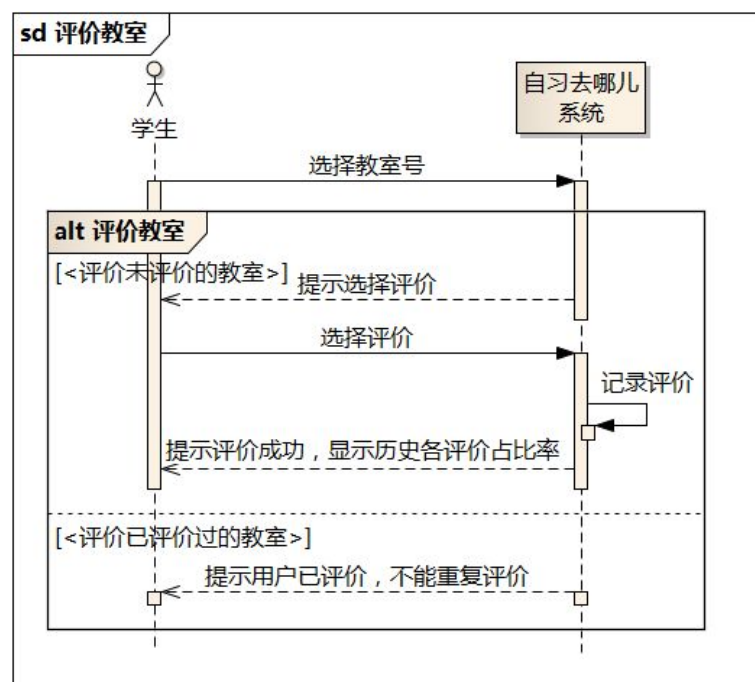 sd 评价教室
学生
自习去哪儿
系统
选择教室号
alt 评价教室
[<评价未评价的教室>]
提示选择评价
选择评价
记录评价
提示评价成功，显示历史各评价占比率
[<评价已评价过的教室>]
提示用户已评价，不能重复评价